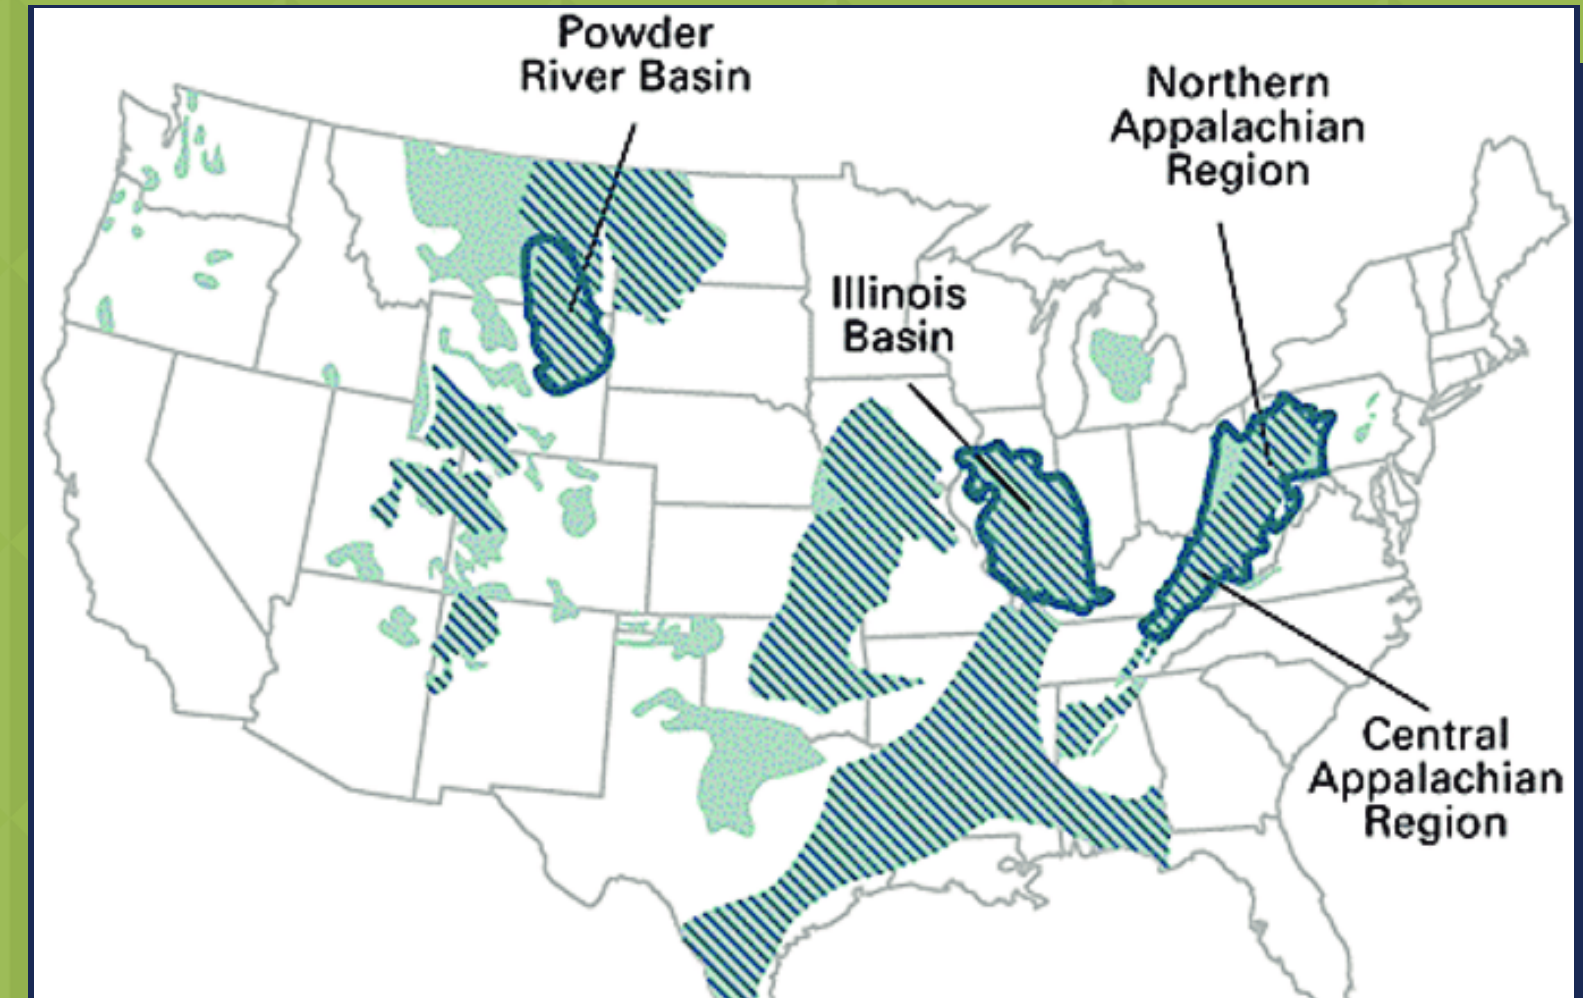 Powder
River Basin
Northern
Appalachian
Region
Illinois
Basin
Central
Appalachian
Region